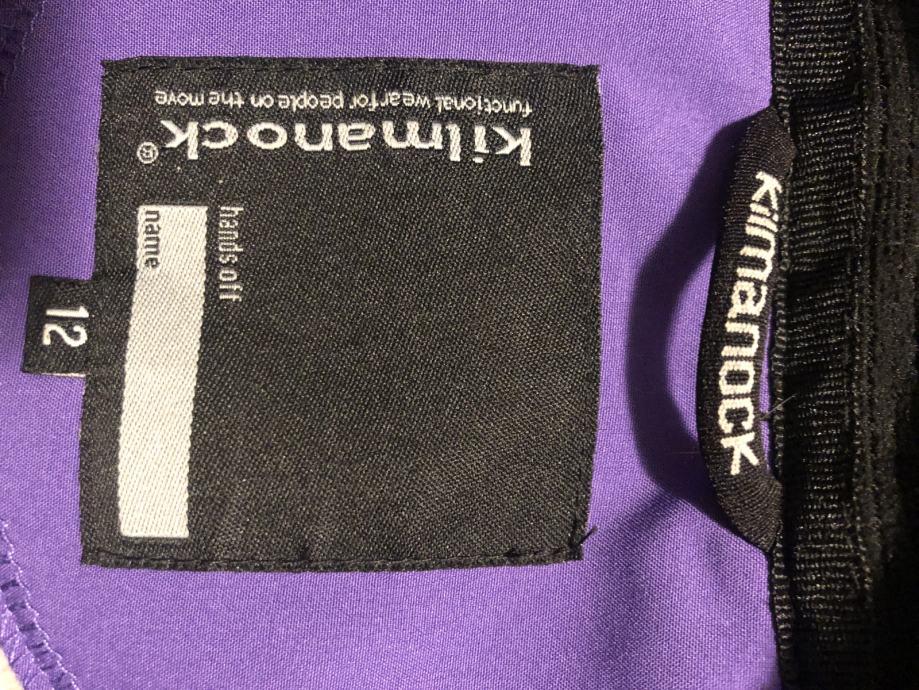 kilmanock®
functional wear for people on the move
hands off
name
12
kilmanock